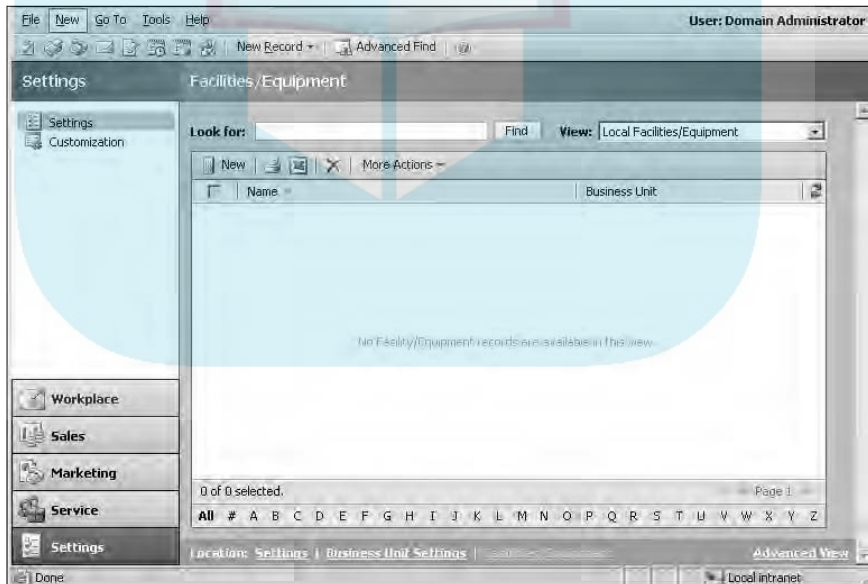 File New Go To Tools Help User: Domain Administrator
New Record Advanced Find
Settings Facilities/Equipment
Settings
Customization
Look for: Find View: Local Facilities/Equipment
New More Actions
Name Business Unit
No Facility/Equipment records are available in this view.
Workplace
Sales
Marketing
Service
Settings
0 of 0 selected. Page 1
All # A B C D E F G H I J K L M N O P Q R S T U V W X Y Z
Location: Settings | Business Unit Settings |
Advanced View
Done Local intranet